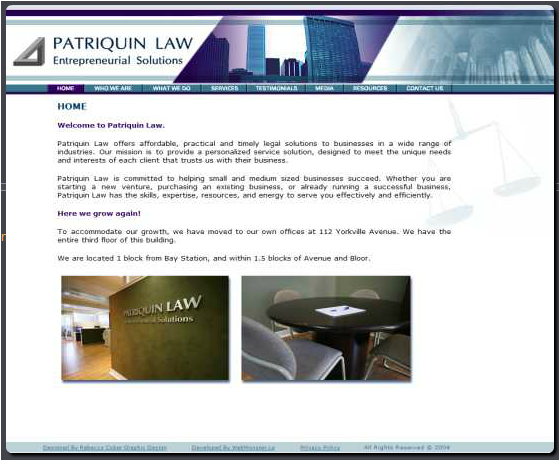 PATRIQUIN LAW
Entrepreneurial Solutions
HOME WHO WE ARE WHAT WE DO SERVICES TESTIMONIALS MEDIA RESOURCES CONTACT US
HOME
Welcome to Patriquin Law.
Patriquin Law offers affordable, practical and timely legal solutions to businesses in a wide range of
industries. Our mission is to provide a personalized service solution, designed to meet the unique needs
and interests of each client that trusts us with their business.
Patriquin Law is committed to helping small and medium sized businesses succeed. Whether you are
starting a new venture, purchasing an existing business, or already running a successful business,
Patriquin Law has the skills, expertise, resources, and energy to serve you effectively and efficiently.
Here we grow again!
To accommodate our growth, we have moved to our own offices at 112 Yorkville Avenue. We have the
entire third floor of this building.
We are located 1 block from Bay Station, and within 1.5 blocks of Avenue and Bloor.
PATRIQUIN LAW
Entrepreneurial Solutions
Designed By Rebecca Cyber Graphic Design Developed By Privacy Policy All Rights Reserved © 2004